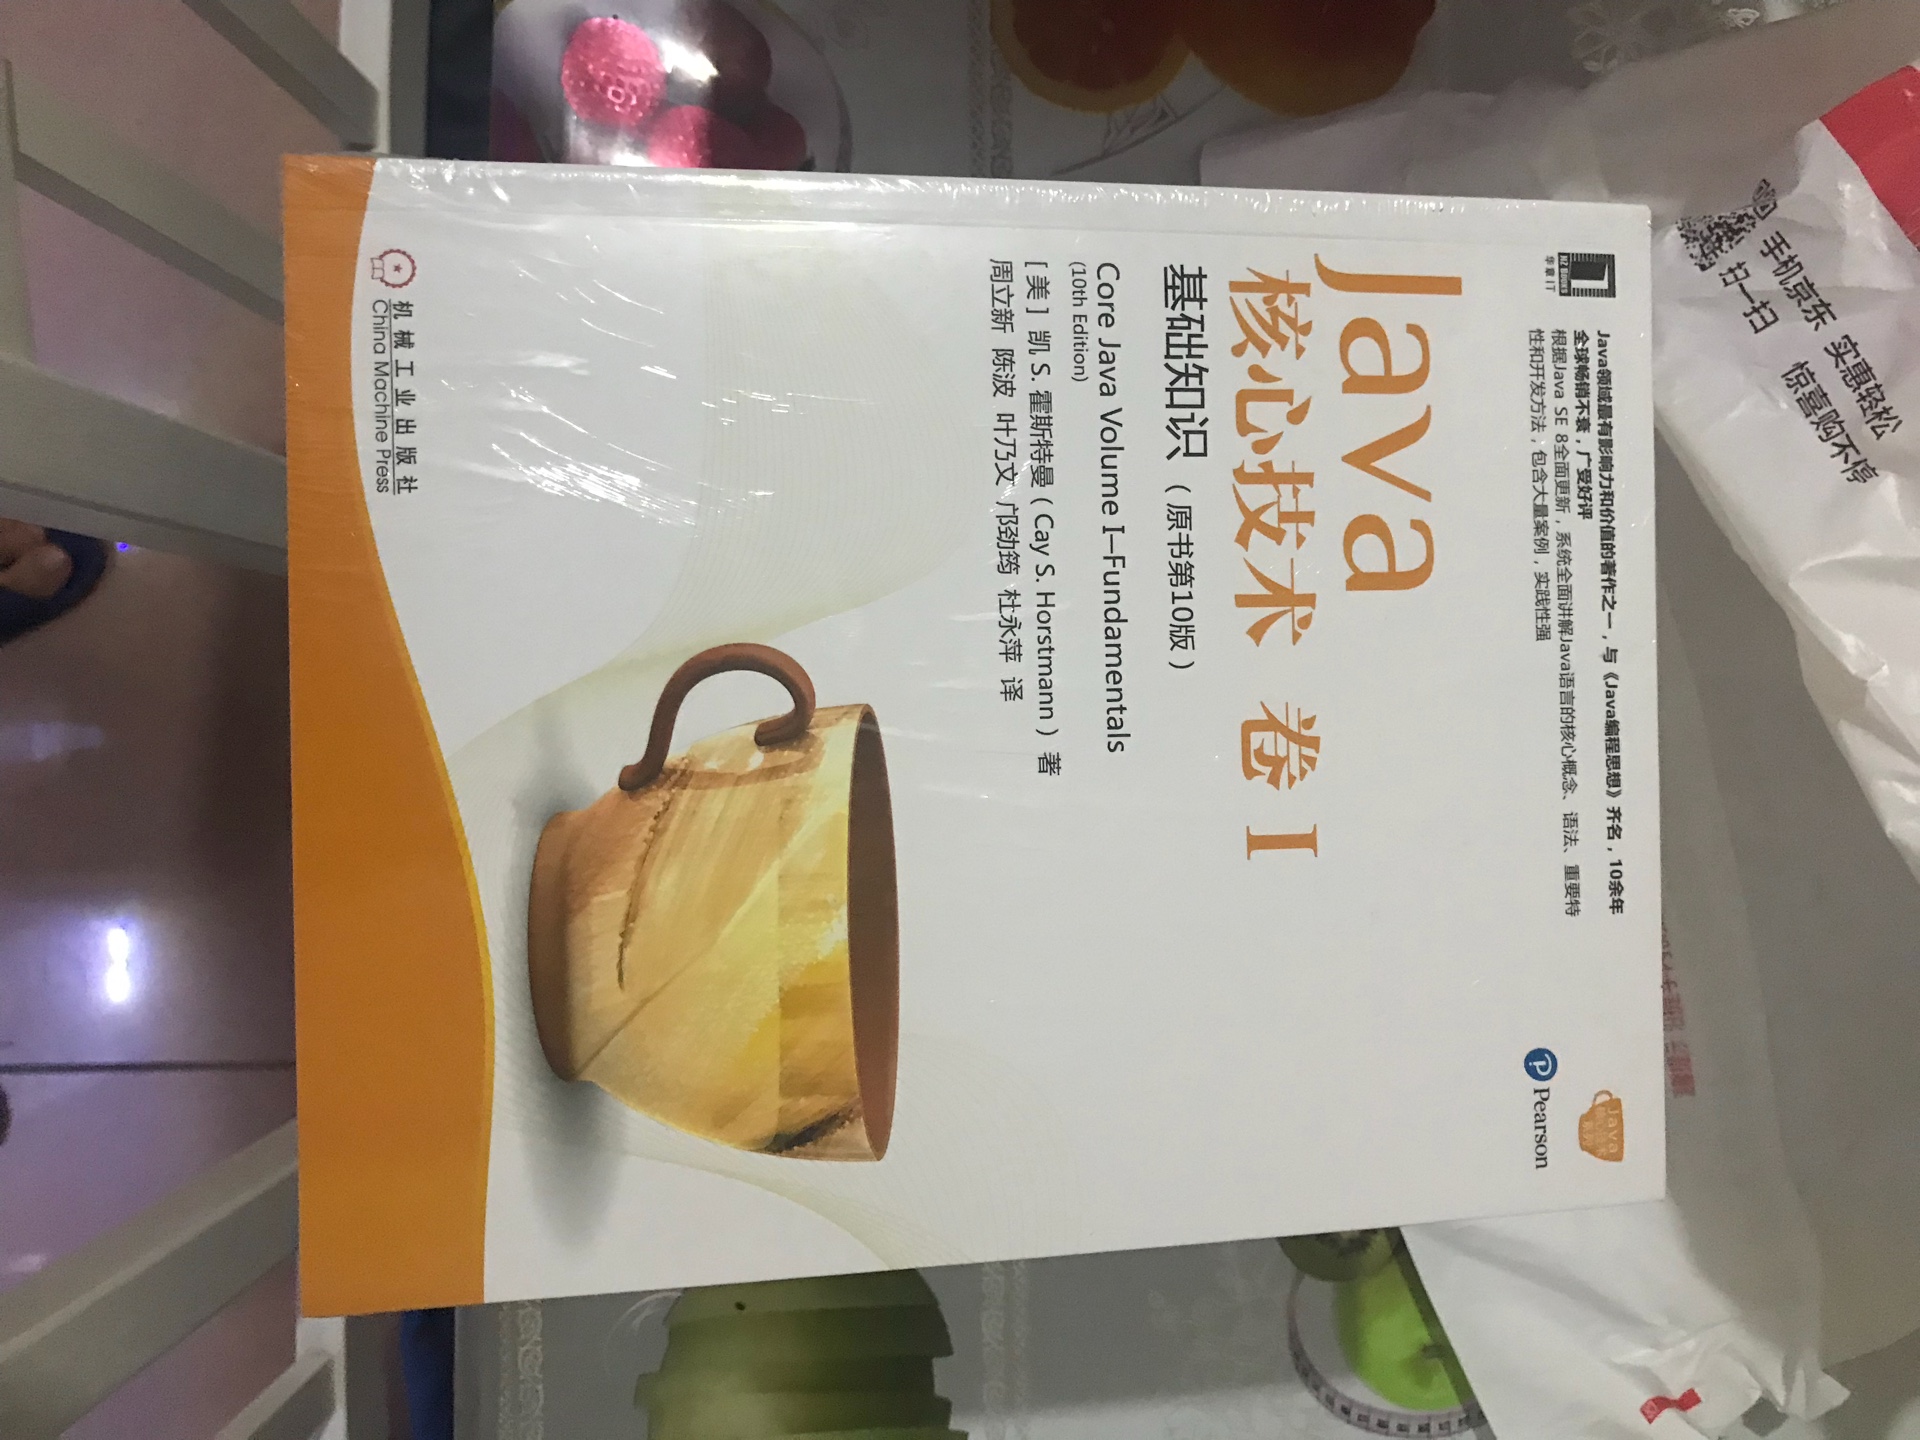 华章IT
Java领域最有影响力和价值的著作之一，与《Java编程思想》齐名，10余年
全球畅销不衰，广受好评
根据Java SE 8全面更新，系统全面讲解Java语言的核心概念、语法、重要特
性和开发方法，包含大量案例，实践性强
Java
Pearson
Java
核心技术 卷 I
基础知识（原书第10版）
Core Java Volume I—Fundamentals
(10th Edition)
[美] 凯 S. 霍斯特曼（Cay S. Horstmann）著
周立新 陈波 叶乃文 邝劲筠 杜永萍 译
机械工业出版社
China Machine Press
手机京东 实惠轻松
扫一扫 惊喜购不停